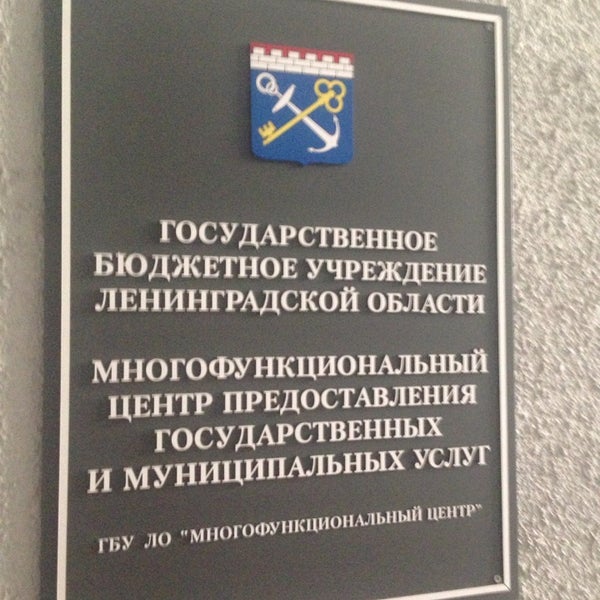 ГОСУДАРСТВЕННОЕ
БЮДЖЕТНОЕ УЧРЕЖДЕНИЕ
ЛЕНИНГРАДСКОЙ ОБЛАСТИ
МНОГОФУНКЦИОНАЛЬНЫЙ
ЦЕНТР ПРЕДОСТАВЛЕНИЯ
ГОСУДАРСТВЕННЫХ
И МУНИЦИПАЛЬНЫХ УСЛУГ
ГБУ ЛО "МНОГОФУНКЦИОНАЛЬНЫЙ ЦЕНТР"